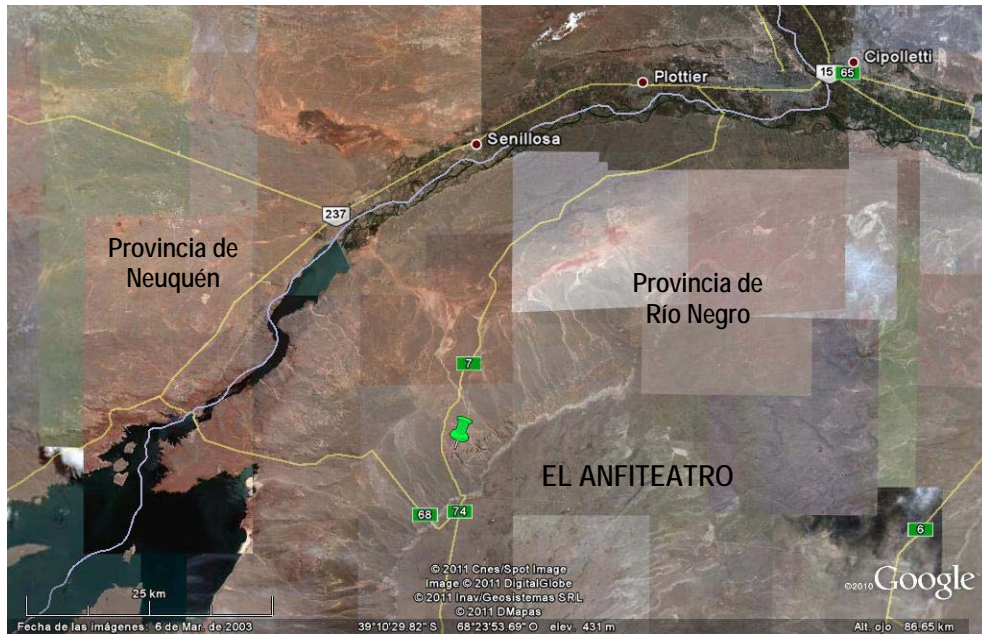 Cipolletti
15
65
Plottier
Senillosa
237
Provincia de
Neuquén
Provincia de
Río Negro
7
EL ANFITEATRO
68
74
6
© 2011 Cnes/Spot Image
Image © 2011 DigitalGlobe
© 2011 Inav/Geosistemas SRL
© 2011 DMapas
©2010 Google
25 km
Fecha de las imágenes: 6 de Mar. de 2003 39°10'29.82" S 68°23'53.69" O elev. 431 m Alt. ojo 86.65 km